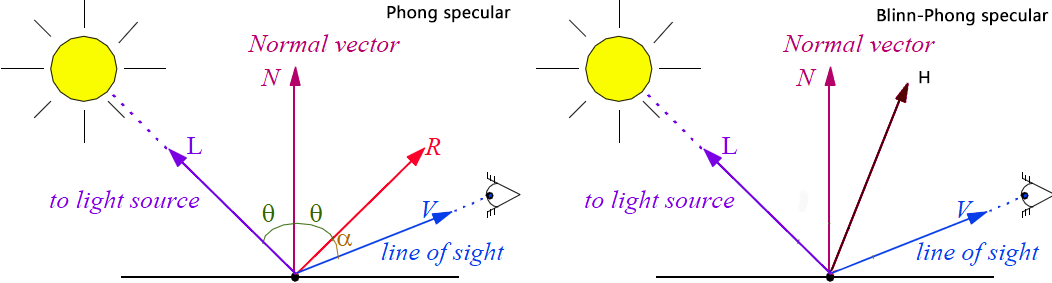 Phong specular
Normal vector
N
L
R
to light source
θ θ
V
α
line of sight
Blinn-Phong specular
Normal vector
N
H
L
to light source
V
line of sight